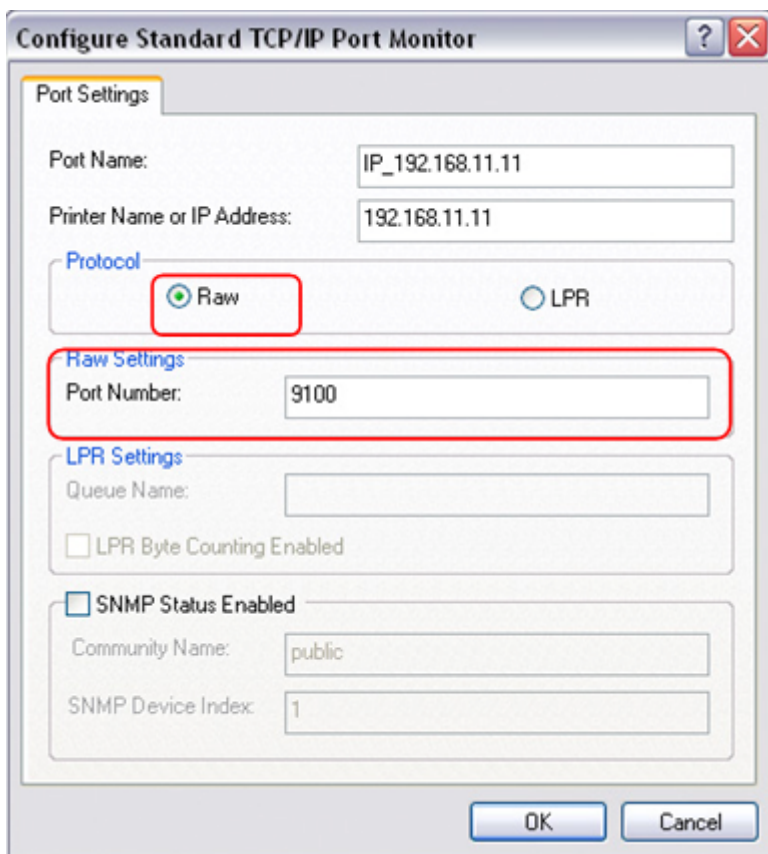 Configure Standard TCP/IP Port Monitor
Port Settings
Port Name: IP_192.168.11.11
Printer Name or IP Address: 192.168.11.11
Protocol
Raw LPR
Raw Settings
Port Number: 9100
LPR Settings
Queue Name:
LPR Byte Counting Enabled
SNMP Status Enabled
Community Name: public
SNMP Device Index: 1
OK Cancel